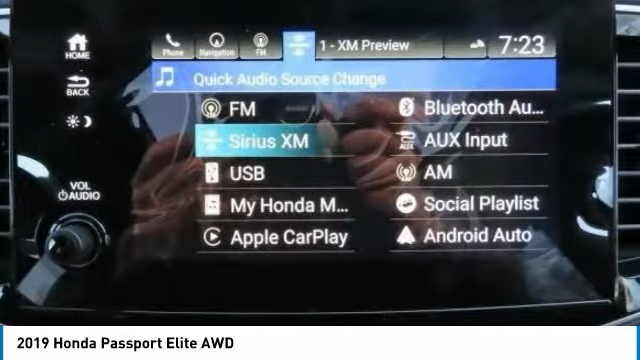 HOME
BACK
VOL
AUDIO
Phone
Navigation
FM
1 - XM Preview
7:23
Quick Audio Source Change
FM
Bluetooth Au...
Sirius XM
AUX
AUX Input
USB
AM
My Honda M...
Social Playlist
Apple CarPlay
Android Auto
2019 Honda Passport Elite AWD